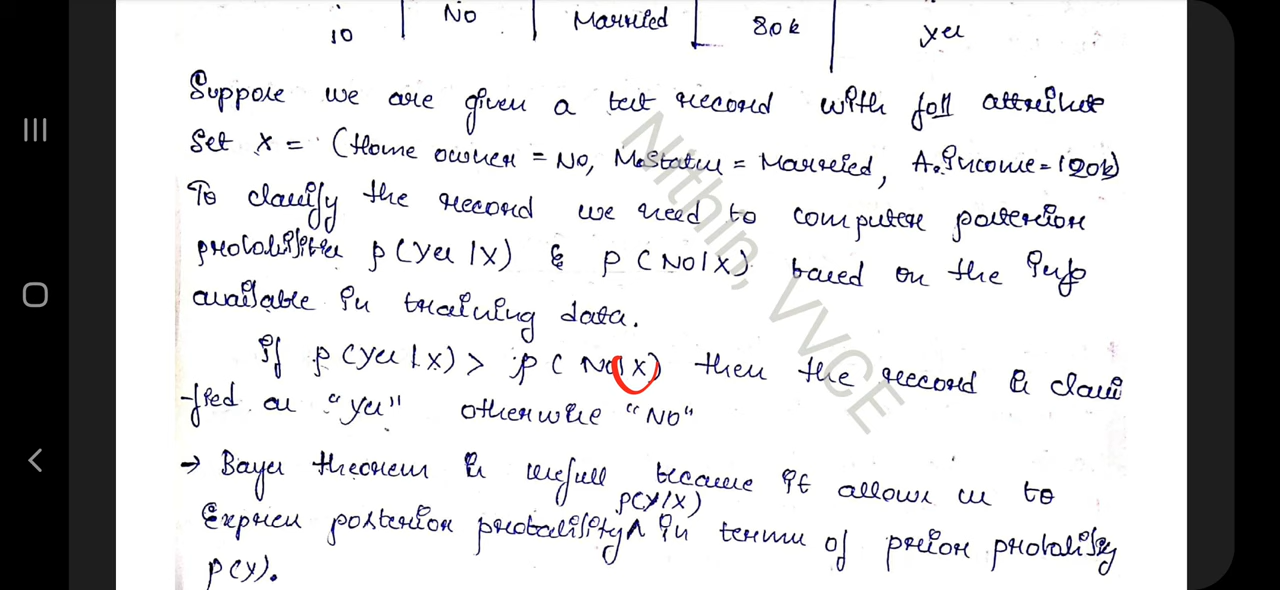 10 No Married 80k yes
Suppose we are given a test record with foll attribute
Set X = (Home owner = No, M.Status = Married, A.Income = 120k)
To classify the record we need to computer posterior
probabilities p(Yes|X) & p(No|X) based on the info
available in training data.
If p(Yes|X) > p(No|X) then the record is classi
-fied as "yes" otherwise "No"
→ Bayes theorem is usefull because it allows us to
p(Y/X)
Express posterior probability^ in terms of prior probability
p(Y).
Nithin, VVCE